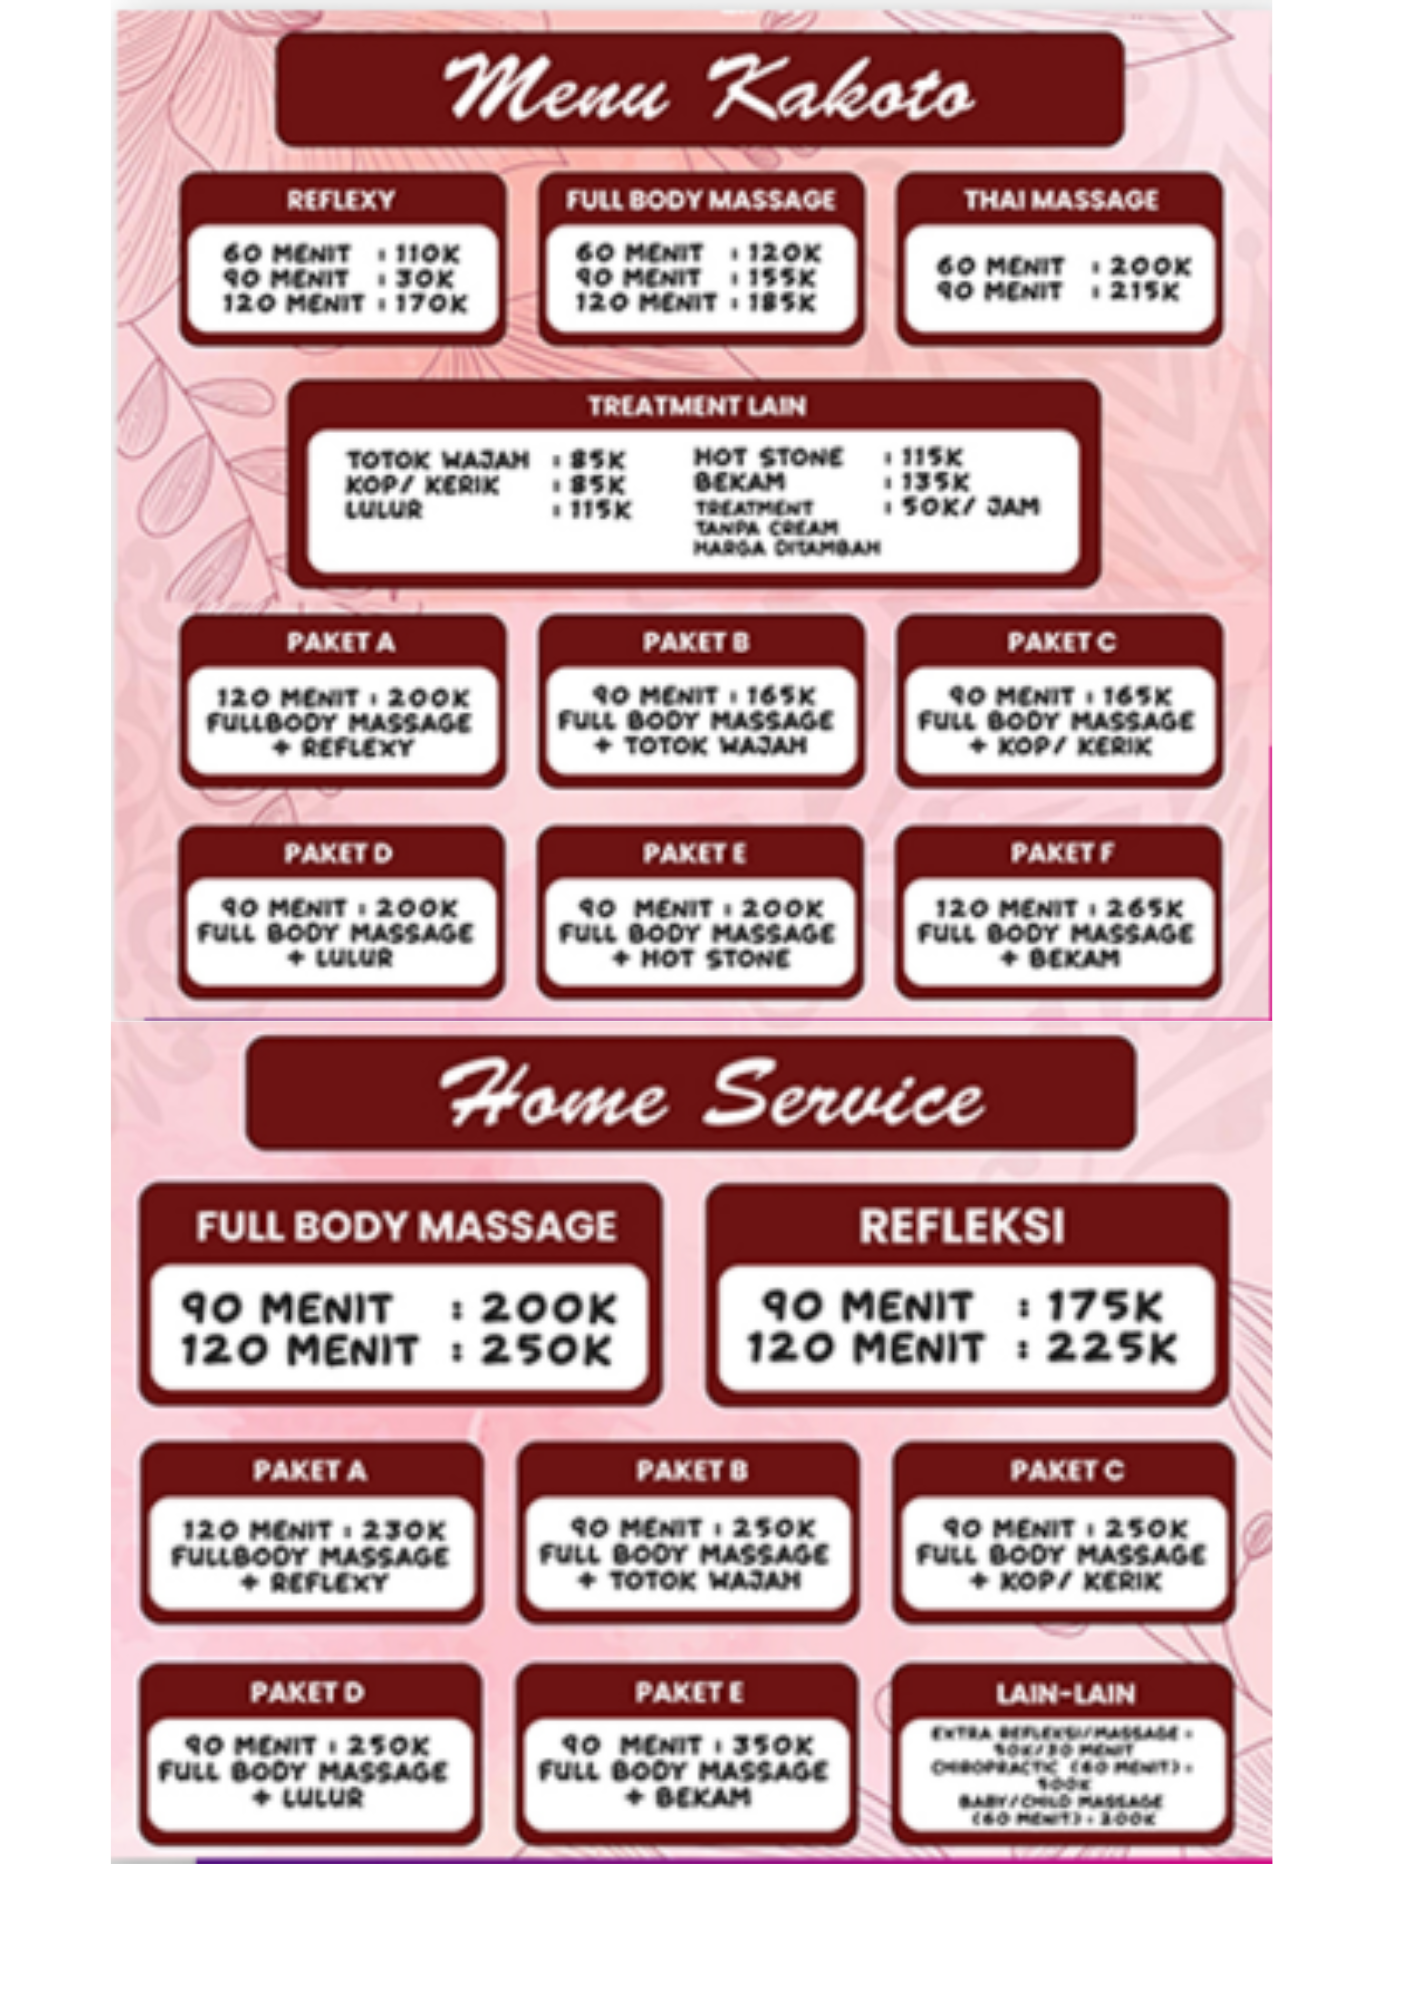 Menu Kakoto
REFLEXY
60 MENIT : 110K
90 MENIT : 30K
120 MENIT : 170K
FULL BODY MASSAGE
60 MENIT : 120K
90 MENIT : 155K
120 MENIT : 185K
THAI MASSAGE
60 MENIT : 200K
90 MENIT : 215K
TREATMENT LAIN
TOTOK WAJAH : 85K
KOP/ KERIK : 85K
LULUR : 115K
HOT STONE : 115K
BEKAM : 135K
TREATMENT : 50K/ JAM
TANPA CREAM
HARGA DITAMBAH
PAKET A
120 MENIT : 200K
FULLBODY MASSAGE
+ REFLEXY
PAKET B
90 MENIT : 165K
FULL BODY MASSAGE
+ TOTOK WAJAH
PAKET C
90 MENIT : 165K
FULL BODY MASSAGE
+ KOP/ KERIK
PAKET D
90 MENIT : 200K
FULL BODY MASSAGE
+ LULUR
PAKET E
90 MENIT : 200K
FULL BODY MASSAGE
+ HOT STONE
PAKET F
120 MENIT : 265K
FULL BODY MASSAGE
+ BEKAM
Home Service
FULL BODY MASSAGE
90 MENIT : 200K
120 MENIT : 250K
REFLEKSI
90 MENIT : 175K
120 MENIT : 225K
PAKET A
120 MENIT : 230K
FULLBODY MASSAGE
+ REFLEXY
PAKET B
90 MENIT : 250K
FULL BODY MASSAGE
+ TOTOK WAJAH
PAKET C
90 MENIT : 250K
FULL BODY MASSAGE
+ KOP/ KERIK
PAKET D
90 MENIT : 250K
FULL BODY MASSAGE
+ LULUR
PAKET E
90 MENIT : 350K
FULL BODY MASSAGE
+ BEKAM
LAIN-LAIN
EXTRA REFLEKSI/MASSAGE :
50K/30 MENIT
CHIROPRACTIC (60 MENIT) :
500K
BABY/CHILD MASSAGE
(60 MENIT) : 200K